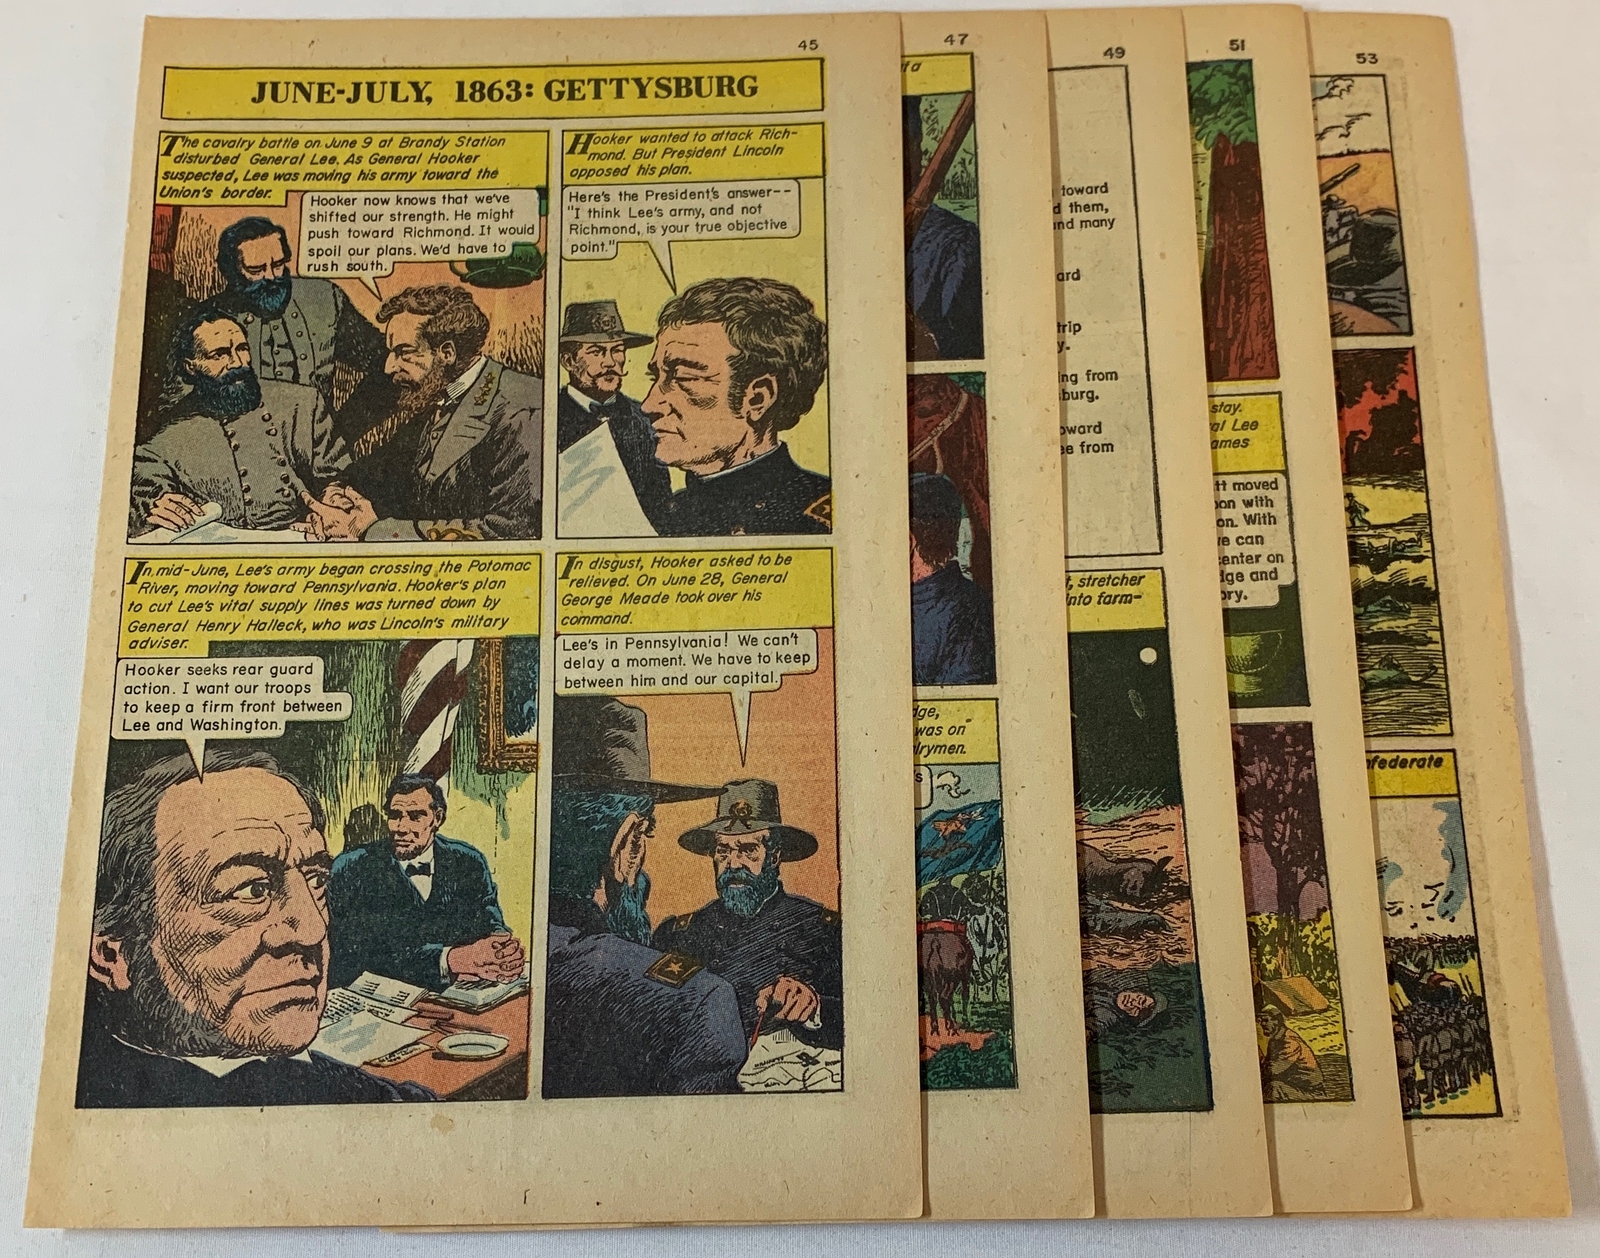 45
JUNE-JULY, 1863: GETTYSBURG
The cavalry battle on June 9 at Brandy Station
disturbed General Lee. As General Hooker
suspected, Lee was moving his army toward the
Union's border.
Hooker now knows that we've
shifted our strength. He might
push toward Richmond. It would
spoil our plans. We'd have to
rush south.
Hooker wanted to attack Rich-
mond. But President Lincoln
opposed his plan.
Here's the President's answer--
"I think Lee's army, and not
Richmond, is your true objective
point."
In mid-June, Lee's army began crossing the Potomac
River, moving toward Pennsylvania. Hooker's plan
to cut Lee's vital supply lines was turned down by
General Henry Halleck, who was Lincoln's military
adviser.
Hooker seeks rear guard
action. I want our troops
to keep a firm front between
Lee and Washington.
In disgust, Hooker asked to be
relieved. On June 28, General
George Meade took over his
command.
Lee's in Pennsylvania! We can't
delay a moment. We have to keep
between him and our capital.
47
dge,
was on
lrymen.
s
49
toward
d them,
and many
ard
trip
y.
ng from
burg.
oward
ee from
t, stretcher
into farm-
51
stay.
al Lee
ames
tt moved
on with
on. With
e can
center on
dge and
ory.
53
federate